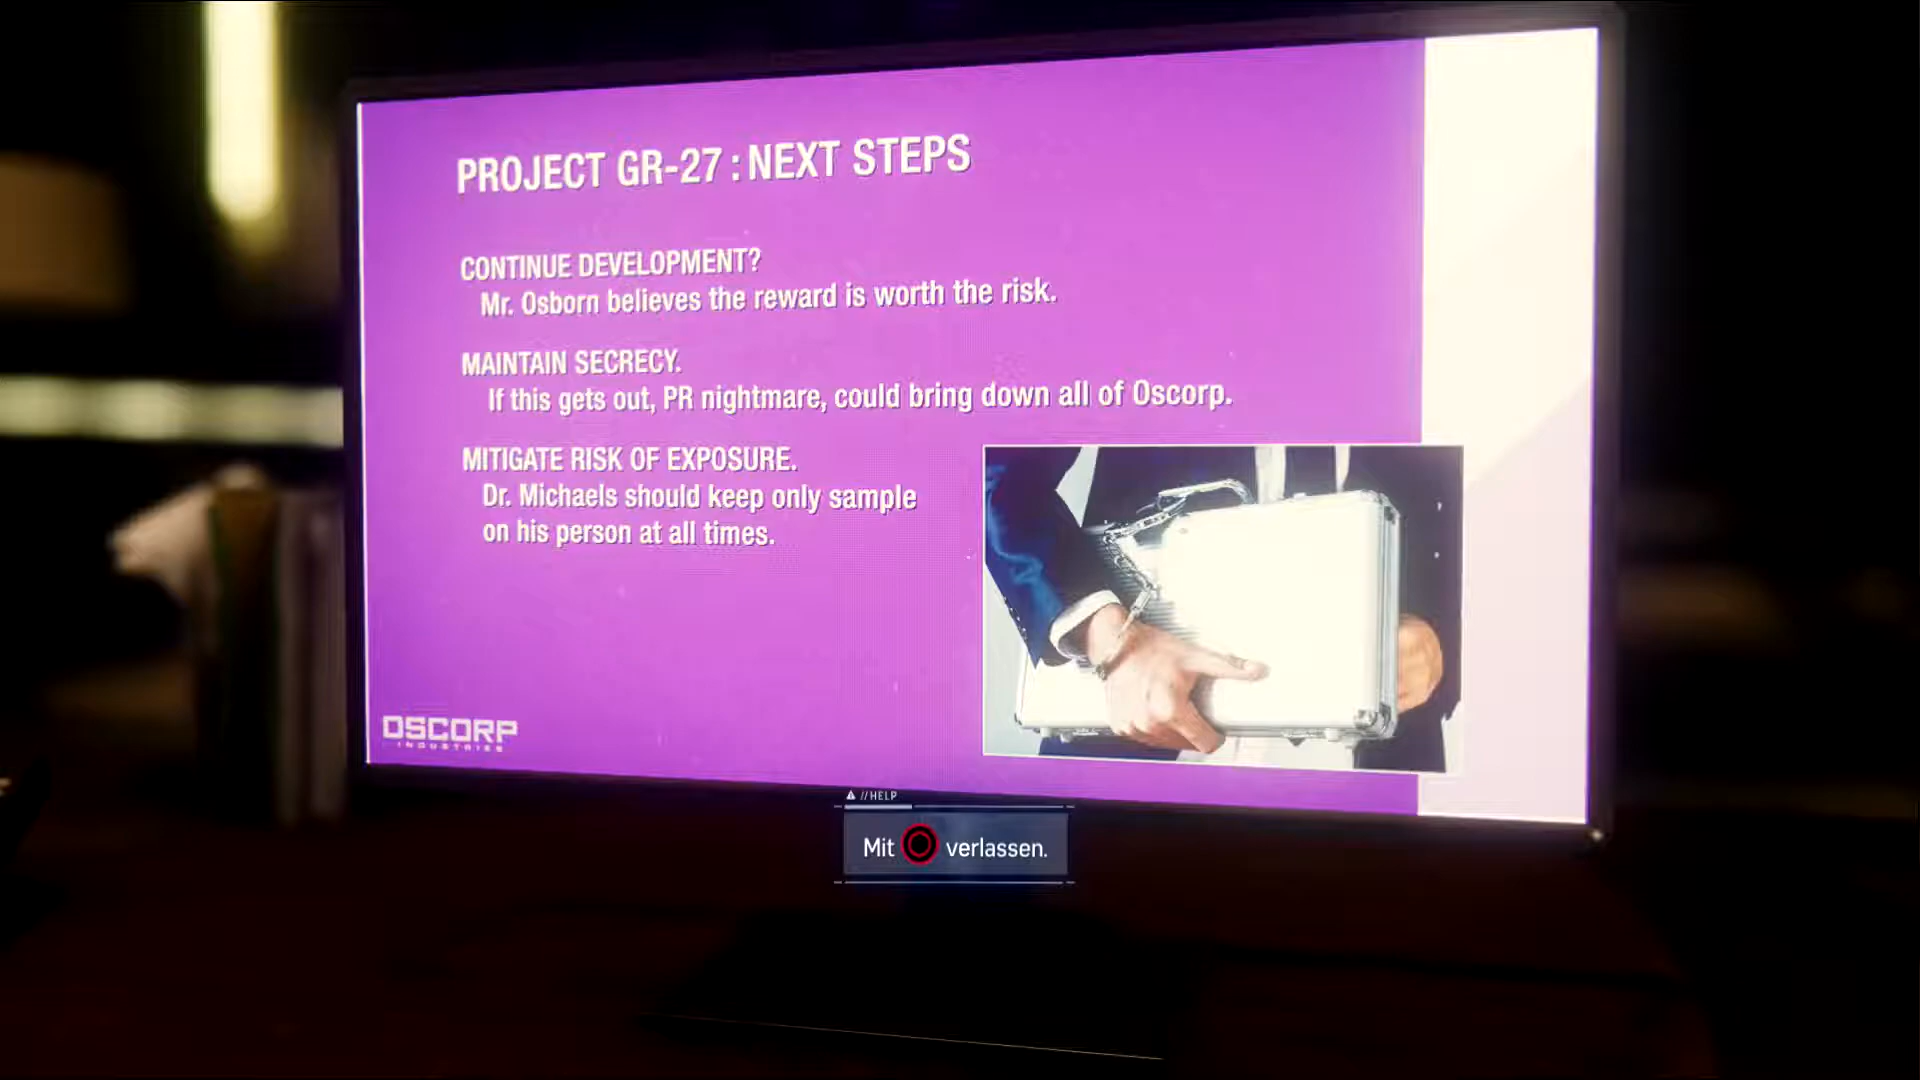 PROJECT GR-27 : NEXT STEPS
CONTINUE DEVELOPMENT?
Mr. Osborn believes the reward is worth the risk.
MAINTAIN SECRECY.
If this gets out, PR nightmare, could bring down all of Oscorp.
MITIGATE RISK OF EXPOSURE.
Dr. Michaels should keep only sample
on his person at all times.
OSCORP
INDUSTRIES
//HELP
Mit verlassen.